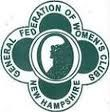 GENERAL FEDERATION OF WOMEN'S CLUBS
NEW HAMPSHIRE